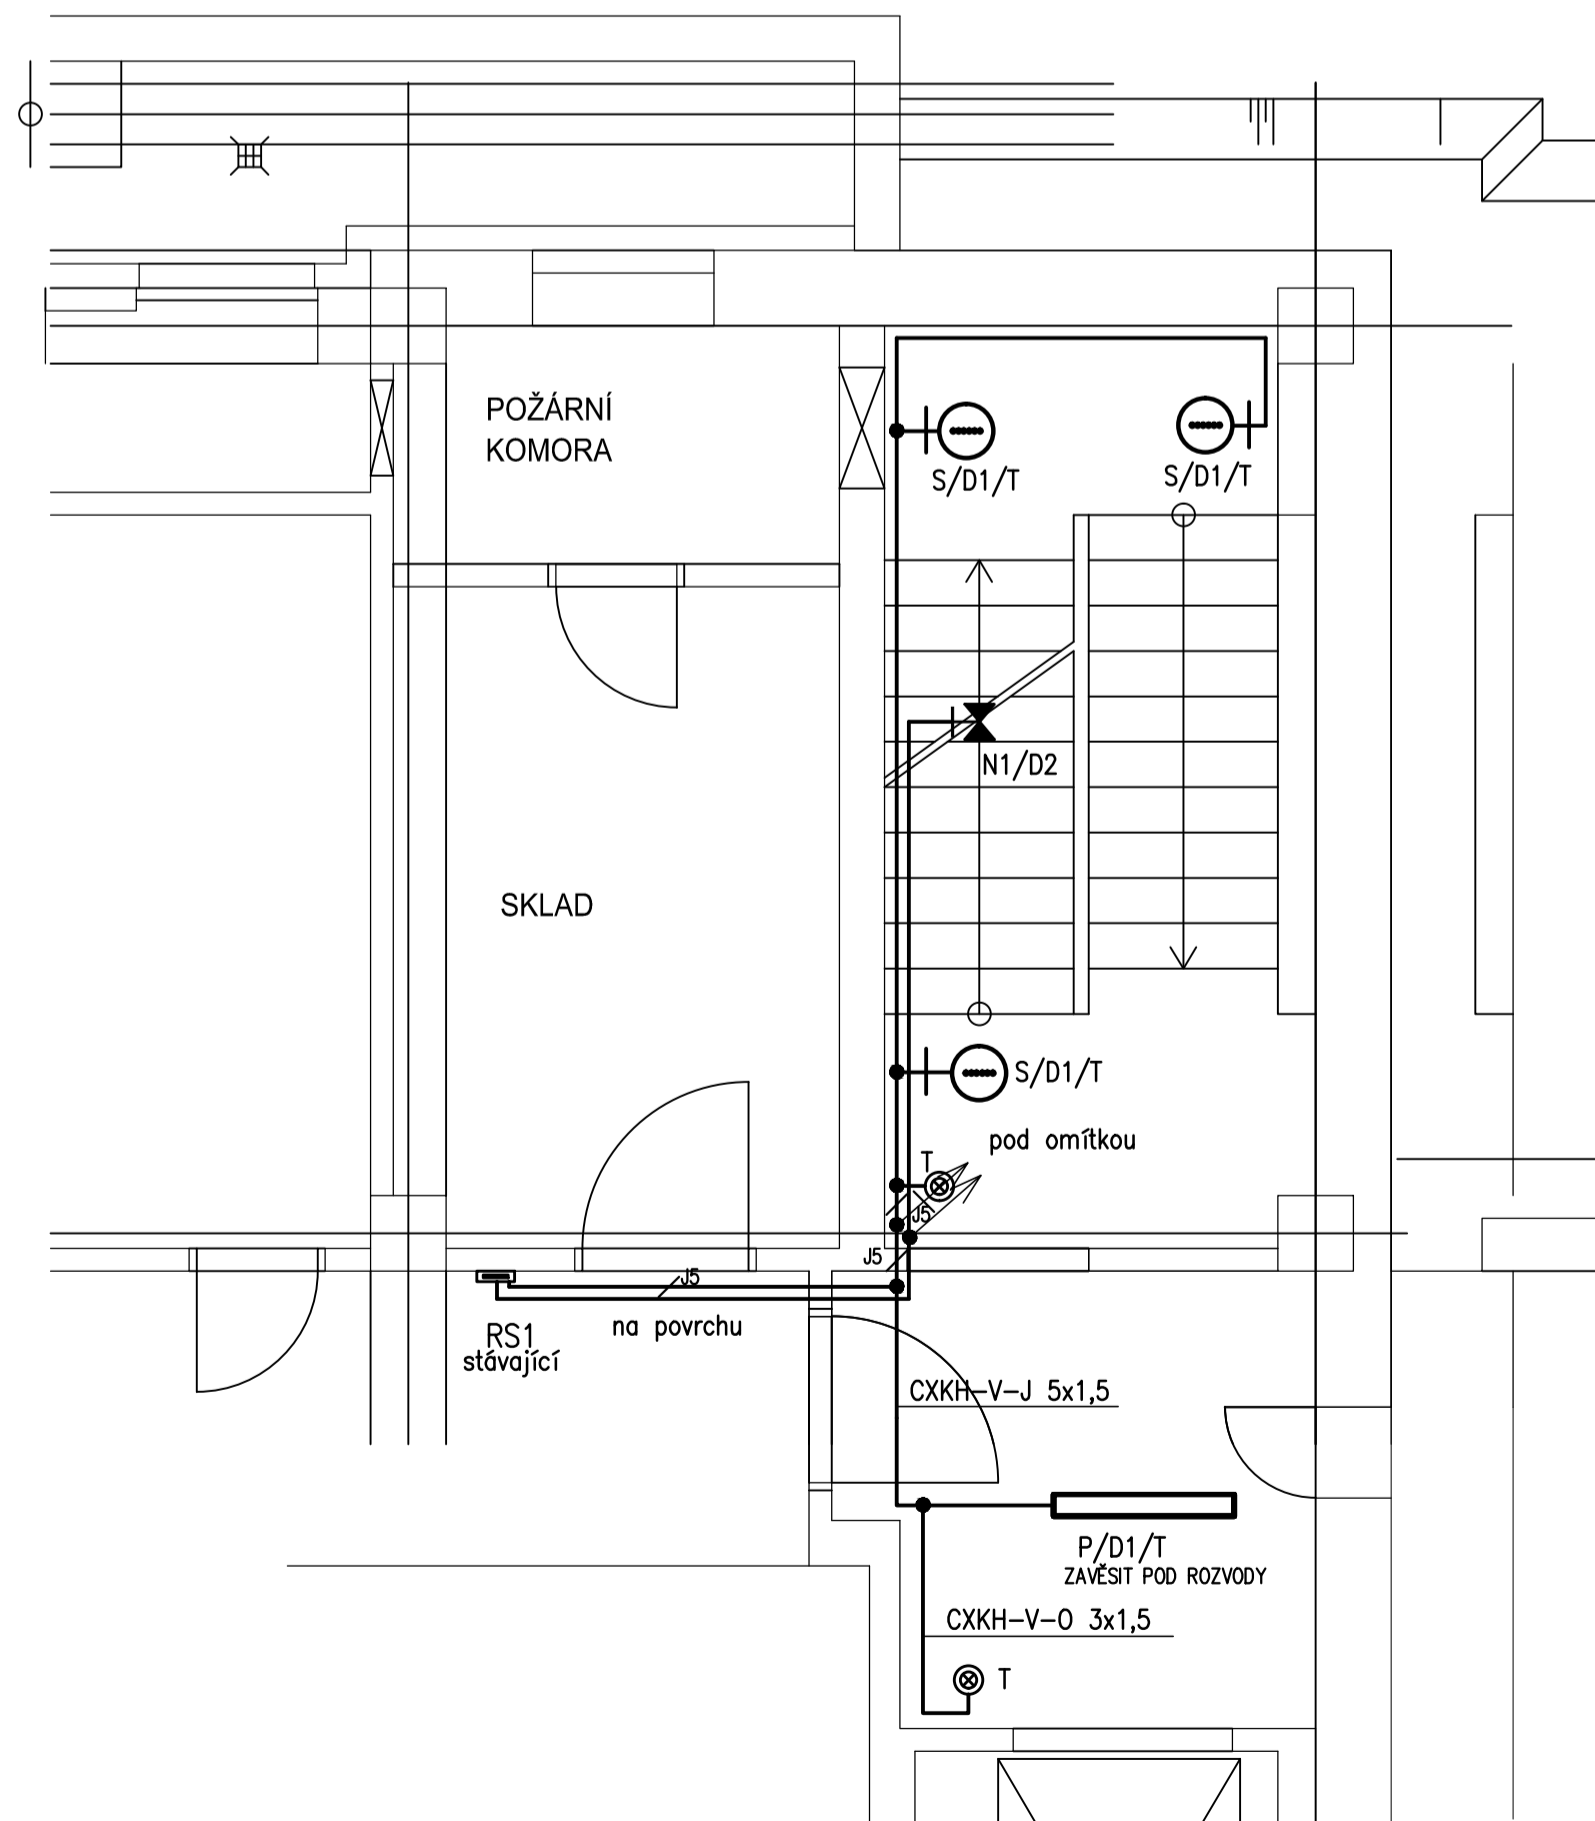 POŽÁRNÍ
KOMORA
S/D1/T
S/D1/T
N1/D2
SKLAD
S/D1/T
pod omítkou
T
J5
J5
J5
RS1
stávající
na povrchu
CXKH-V-J 5x1,5
P/D1/T
ZAVĚSIT POD ROZVODY
CXKH-V-O 3x1,5
T